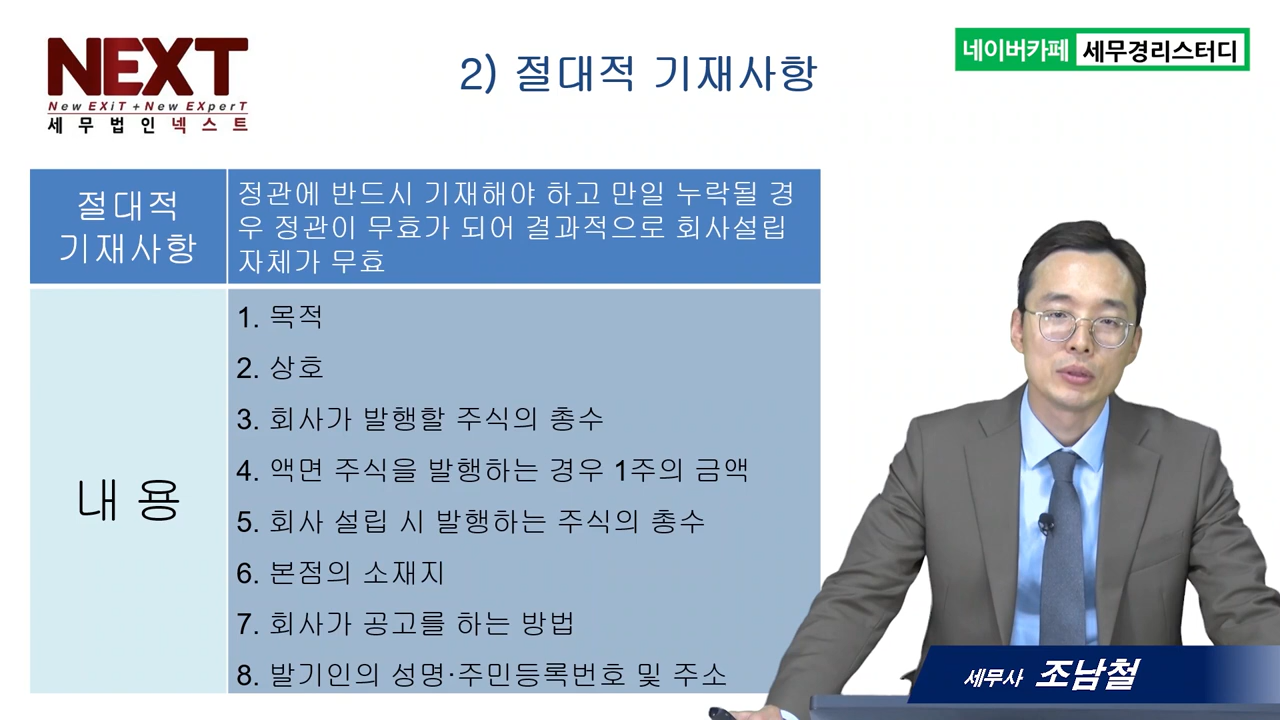 NEXT
New EXiT + New EXperT
세무법인넥스트
2) 절대적 기재사항
네이버카페 세무경리스터디
절대적
기재사항
정관에 반드시 기재해야 하고 만일 누락될 경
우 정관이 무효가 되어 결과적으로 회사설립
자체가 무효
내 용
1. 목적
2. 상호
3. 회사가 발행할 주식의 총수
4. 액면 주식을 발행하는 경우 1주의 금액
5. 회사 설립 시 발행하는 주식의 총수
6. 본점의 소재지
7. 회사가 공고를 하는 방법
8. 발기인의 성명·주민등록번호 및 주소
세무사 조남철